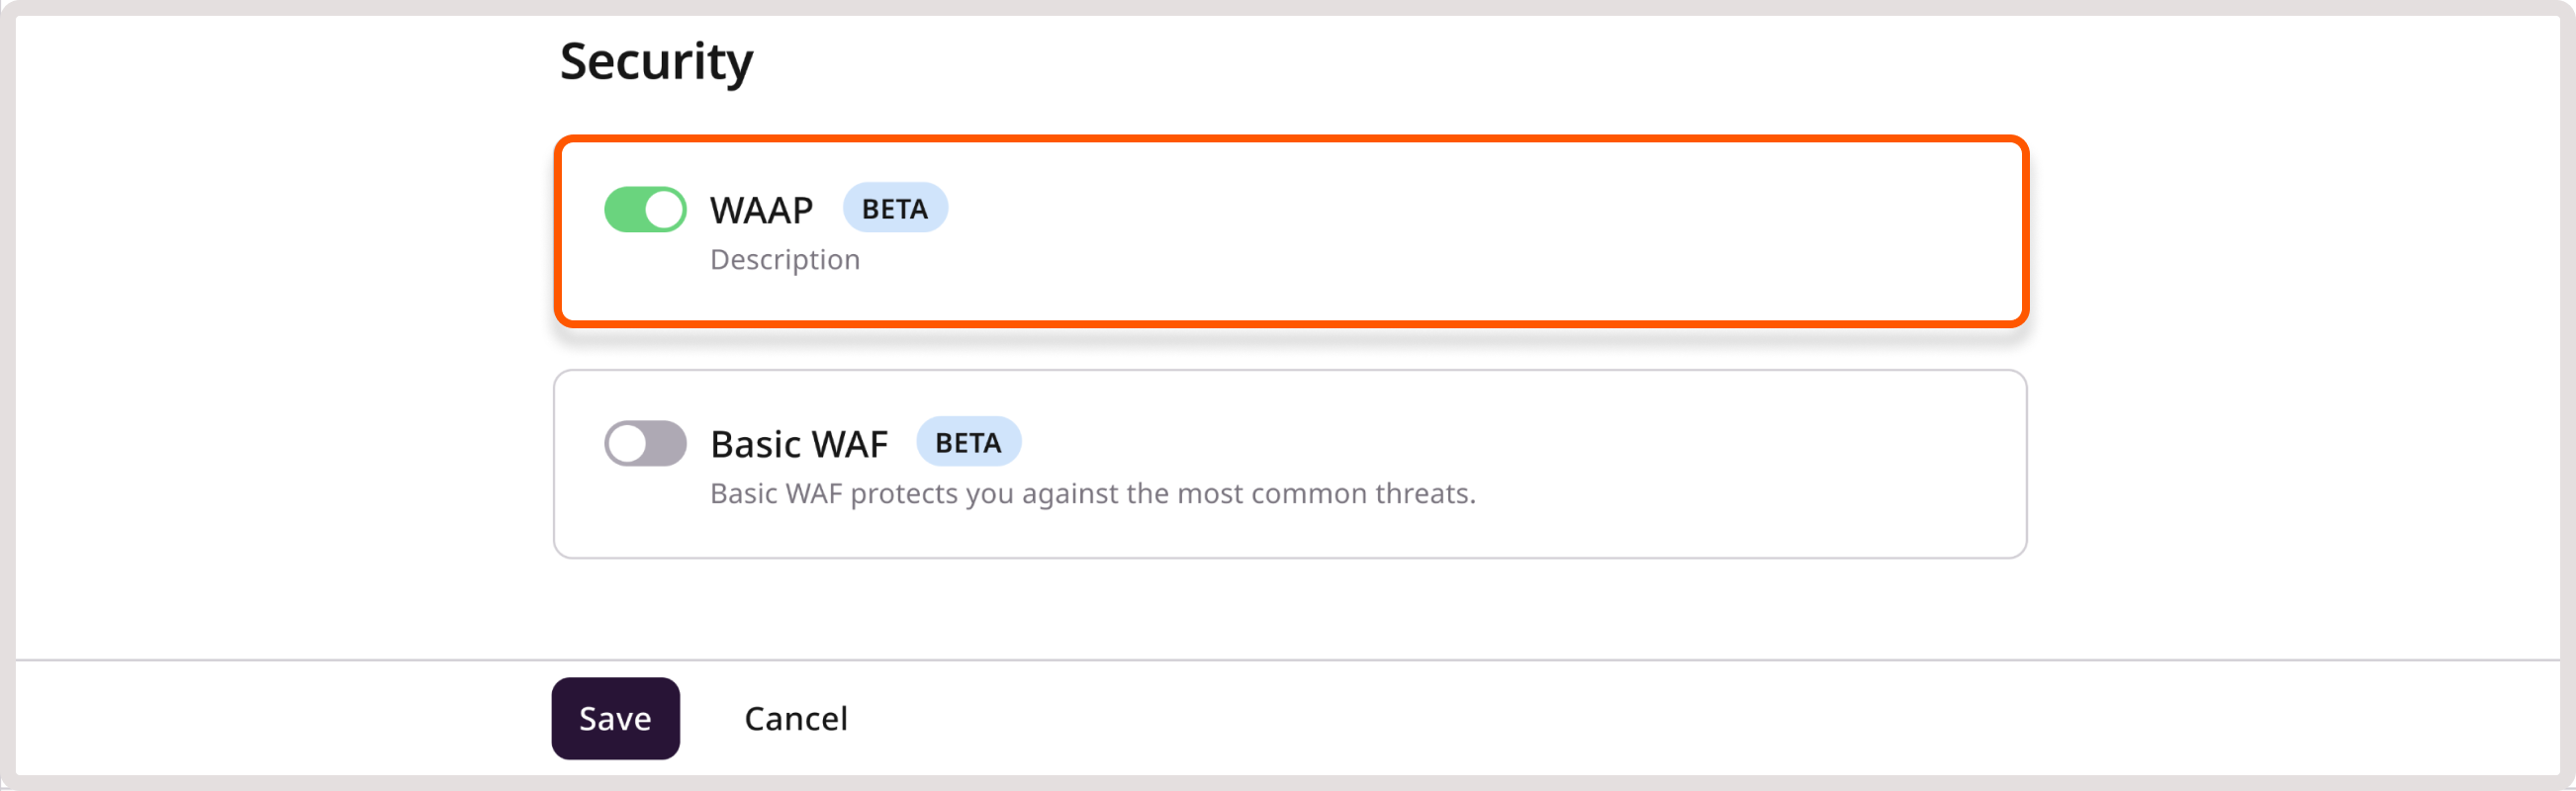 Security
WAAP BETA
Description
Basic WAF BETA
Basic WAF protects you against the most common threats.
Save Cancel